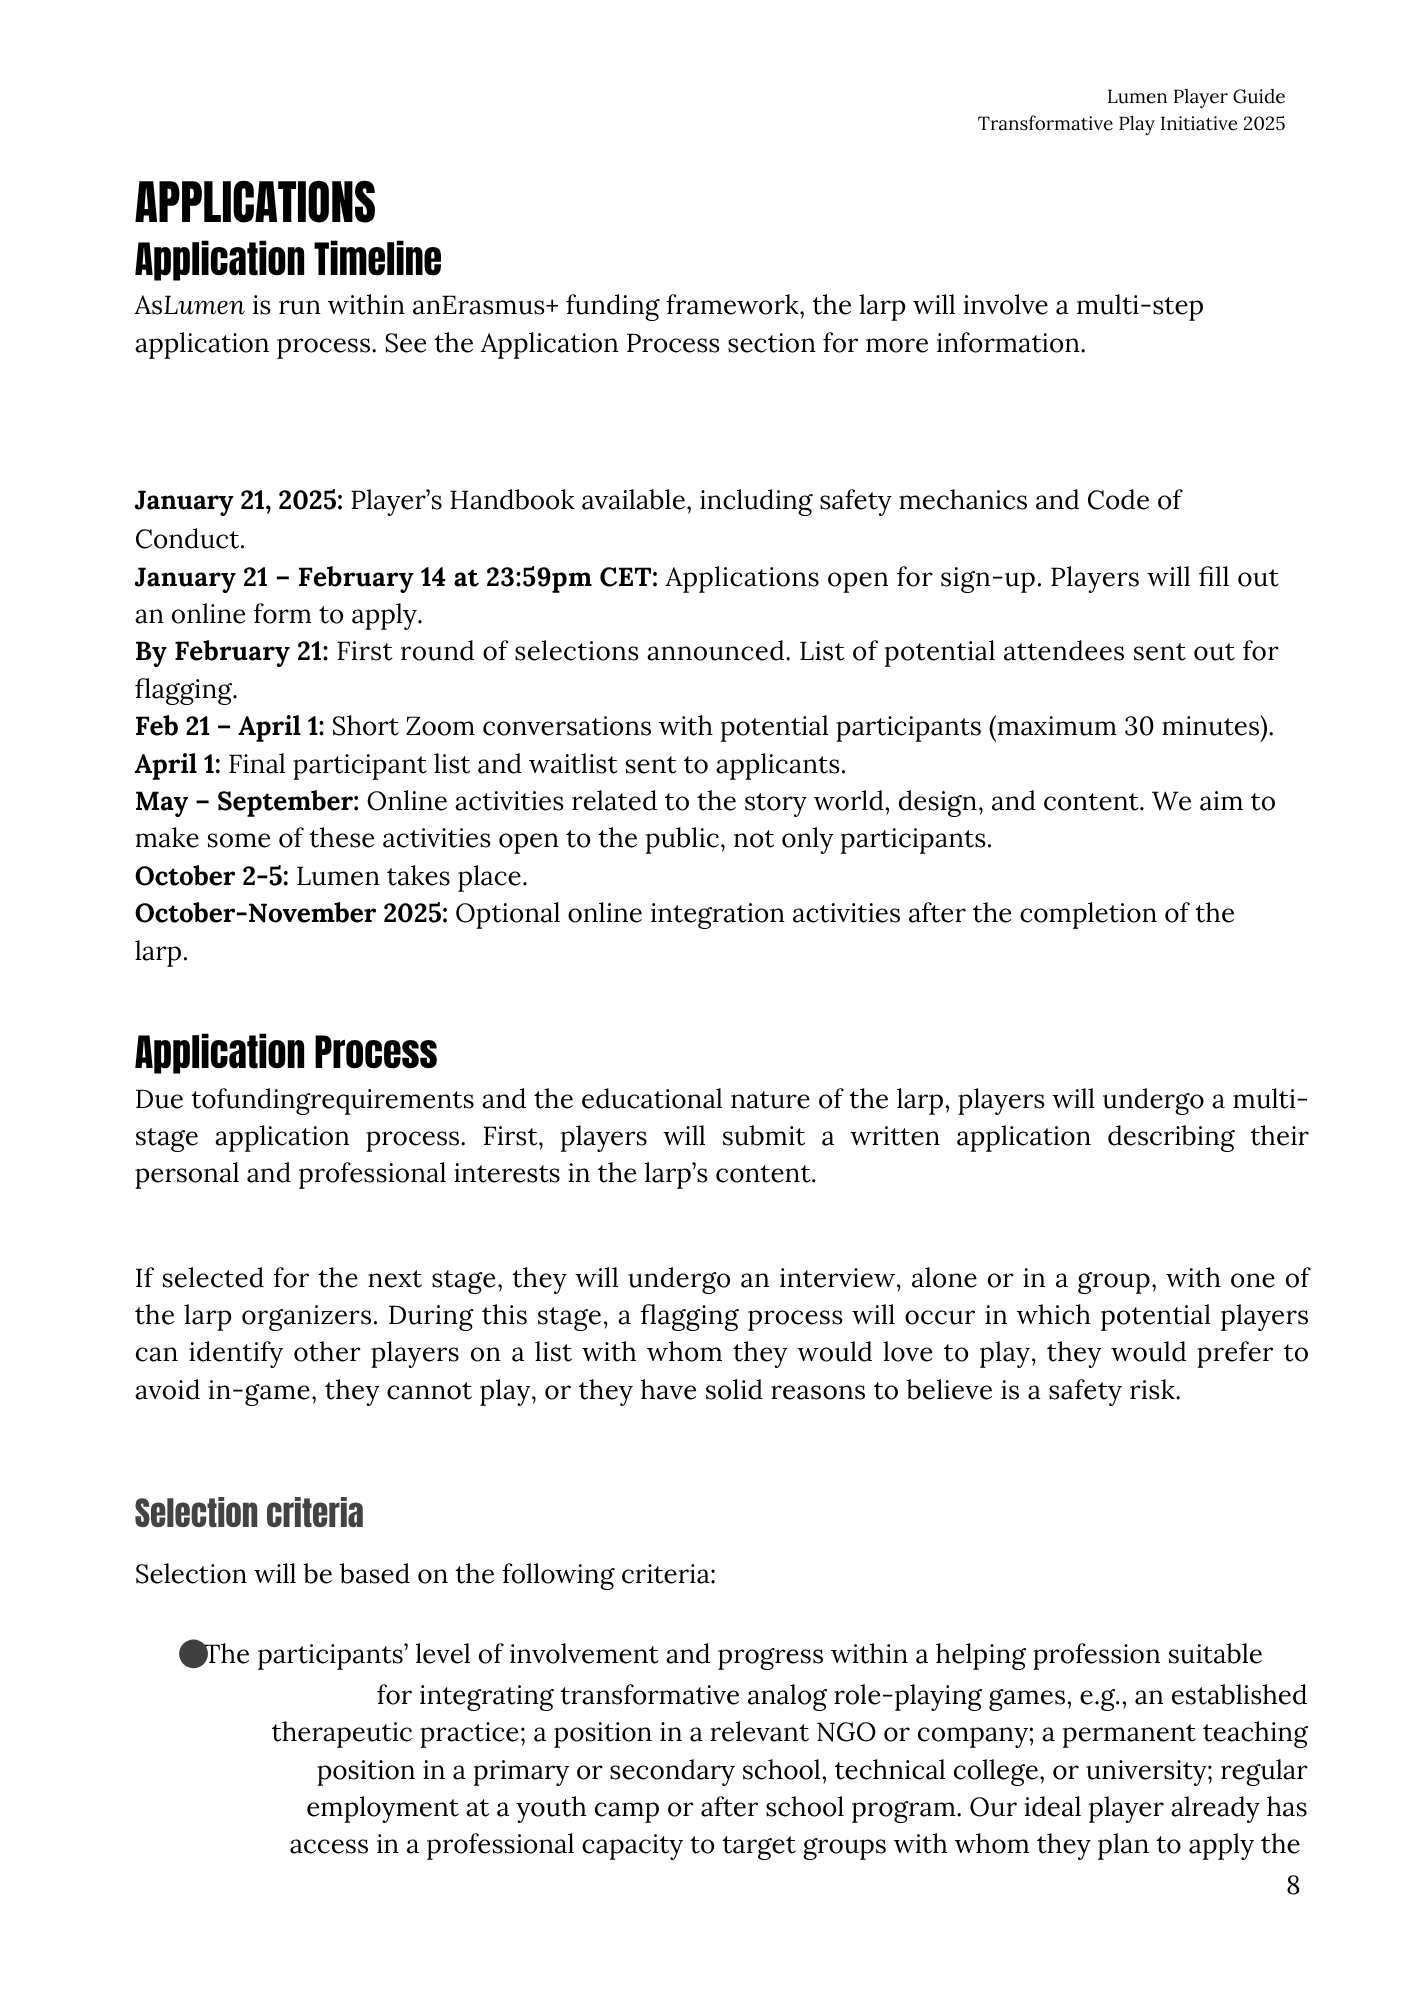 Lumen Player Guide
Transformative Play Initiative 2025
APPLICATIONS
Application Timeline
AsLumen is run within anErasmus+ funding framework, the larp will involve a multi-step
application process. See the Application Process section for more information.
January 21, 2025: Player’s Handbook available, including safety mechanics and Code of
Conduct.
January 21 – February 14 at 23:59pm CET: Applications open for sign-up. Players will fill out
an online form to apply.
By February 21: First round of selections announced. List of potential attendees sent out for
flagging.
Feb 21 – April 1: Short Zoom conversations with potential participants (maximum 30 minutes).
April 1: Final participant list and waitlist sent to applicants.
May – September: Online activities related to the story world, design, and content. We aim to
make some of these activities open to the public, not only participants.
October 2-5: Lumen takes place.
October-November 2025: Optional online integration activities after the completion of the
larp.
Application Process
Due tofundingrequirements and the educational nature of the larp, players will undergo a multi-
stage application process. First, players will submit a written application describing their
personal and professional interests in the larp’s content.
If selected for the next stage, they will undergo an interview, alone or in a group, with one of
the larp organizers. During this stage, a flagging process will occur in which potential players
can identify other players on a list with whom they would love to play, they would prefer to
avoid in-game, they cannot play, or they have solid reasons to believe is a safety risk.
Selection criteria
Selection will be based on the following criteria:
●The participants’ level of involvement and progress within a helping profession suitable
for integrating transformative analog role-playing games, e.g., an established
therapeutic practice; a position in a relevant NGO or company; a permanent teaching
position in a primary or secondary school, technical college, or university; regular
employment at a youth camp or after school program. Our ideal player already has
access in a professional capacity to target groups with whom they plan to apply the
8